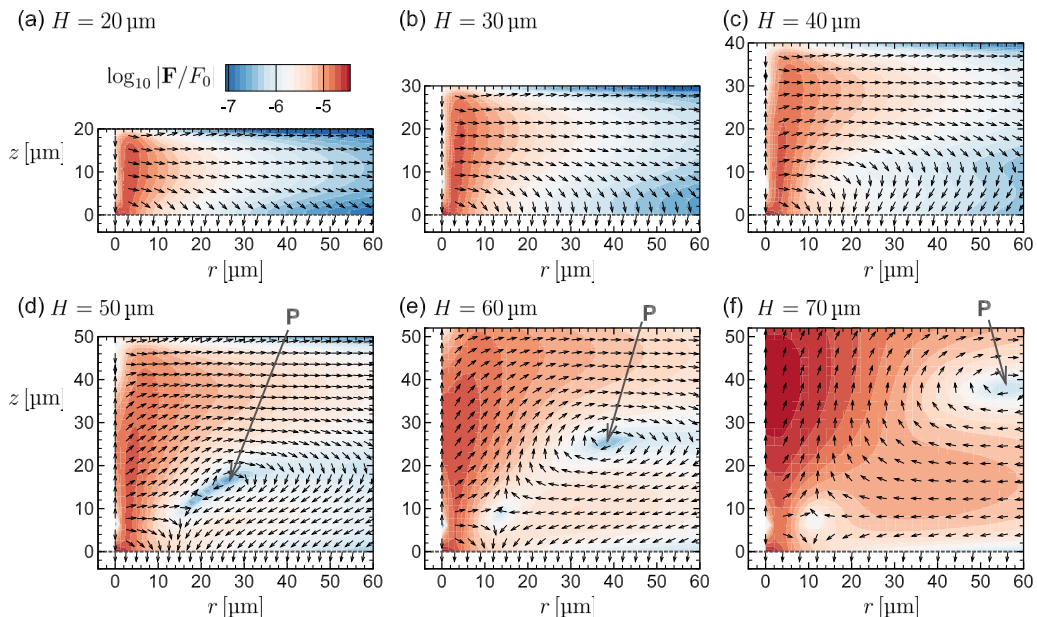 (a) H = 20 µm
(b) H = 30 µm
(c) H = 40 µm
log₁₀ |F/F₀|
-7 -6 -5
z [µm]
20
10
0
0 10 20 30 40 50 60
r [µm]
30
20
10
0
0 10 20 30 40 50 60
r [µm]
40
30
20
10
0
0 10 20 30 40 50 60
r [µm]
(d) H = 50 µm
P
(e) H = 60 µm
P
(f) H = 70 µm
P
z [µm]
50
40
30
20
10
0
0 10 20 30 40 50 60
r [µm]
50
40
30
20
10
0
0 10 20 30 40 50 60
r [µm]
50
40
30
20
10
0
0 10 20 30 40 50 60
r [µm]